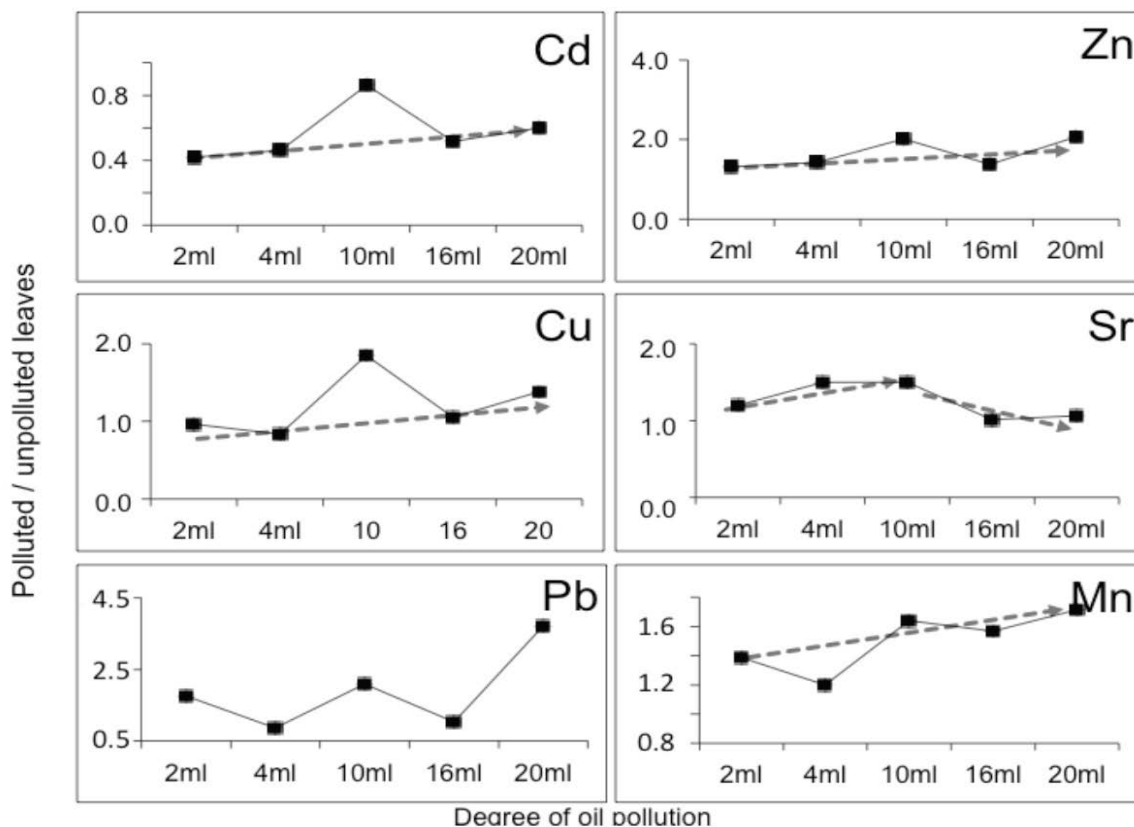 Polluted / unpolluted leaves
Cd
0.8
0.4
0.0
2ml 4ml 10ml 16ml 20ml
Zn
4.0
2.0
0.0
2ml 4ml 10ml 16ml 20ml
Cu
2.0
1.0
0.0
2ml 4ml 10 16 20
Sr
2.0
1.0
0.0
2ml 4ml 10ml 16ml 20ml
Pb
4.5
2.5
0.5
2ml 4ml 10ml 16ml 20ml
Mn
1.6
1.2
0.8
2ml 4ml 10ml 16ml 20ml
Degree of oil pollution